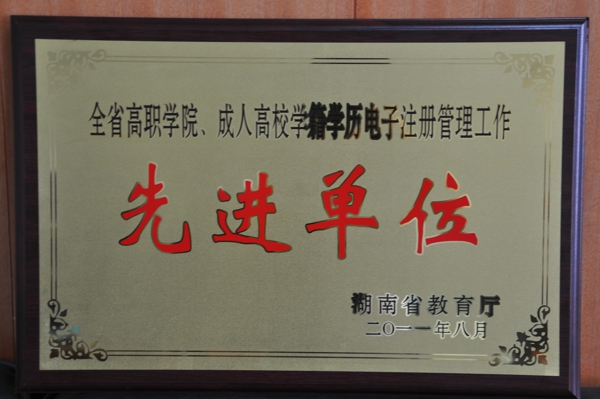 全省高职学院、成人高校学籍学历电子注册管理工作
先进单位
湖南省教育厅
二〇一一年八月